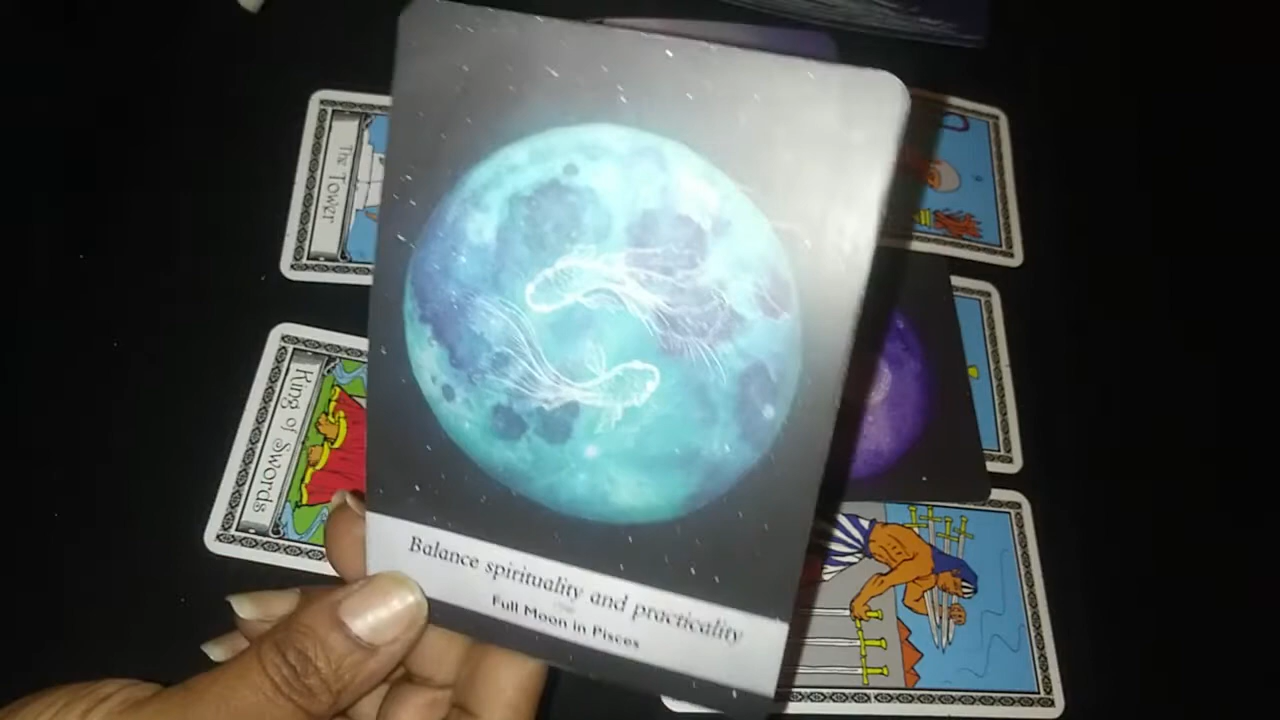 The Tower
King of Swords
Balance spirituality and practicality
Full Moon in Pisces